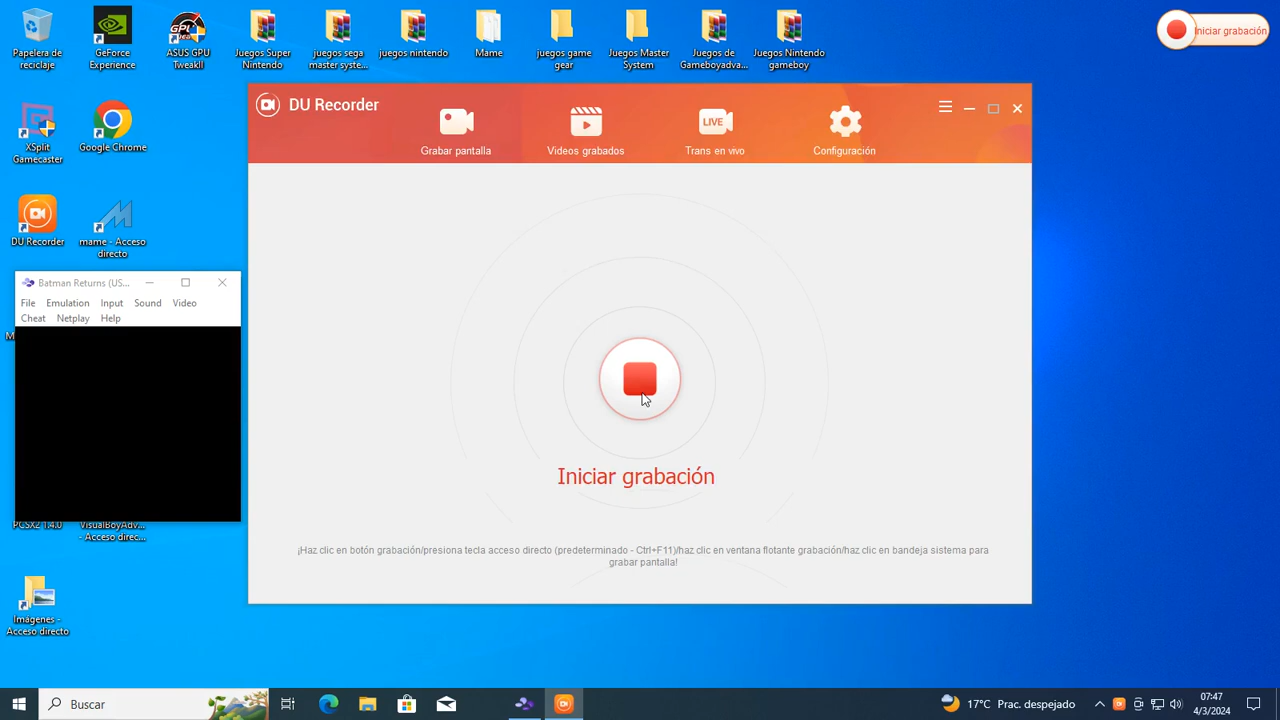 Papelera de
reciclaje
GeForce
Experience
ASUS GPU
TweakII
Juegos Super
Nintendo
juegos sega
master syste...
juegos nintendo
Mame
juegos game
gear
Juegos Master
System
Juegos de
Gameboyadva...
Juegos Nintendo
gameboy
Iniciar grabación
XSplit
Gamecaster
Google Chrome
DU Recorder
mame - Acceso
directo
DU Recorder
Grabar pantalla
Videos grabados
LIVE
Trans en vivo
Configuración
Batman Returns (US...
File Emulation Input Sound Video
Cheat Netplay Help
Iniciar grabación
¡Haz clic en botón grabación/presiona tecla acceso directo (predeterminado - Ctrl+F11)/haz clic en ventana flotante grabación/haz clic en bandeja sistema para
grabar pantalla!
PCSX2 1.4.0
VisualBoyAdv...
- Acceso direc...
Imágenes -
Acceso directo
Buscar
17°C Prac. despejado
07:47
4/3/2024